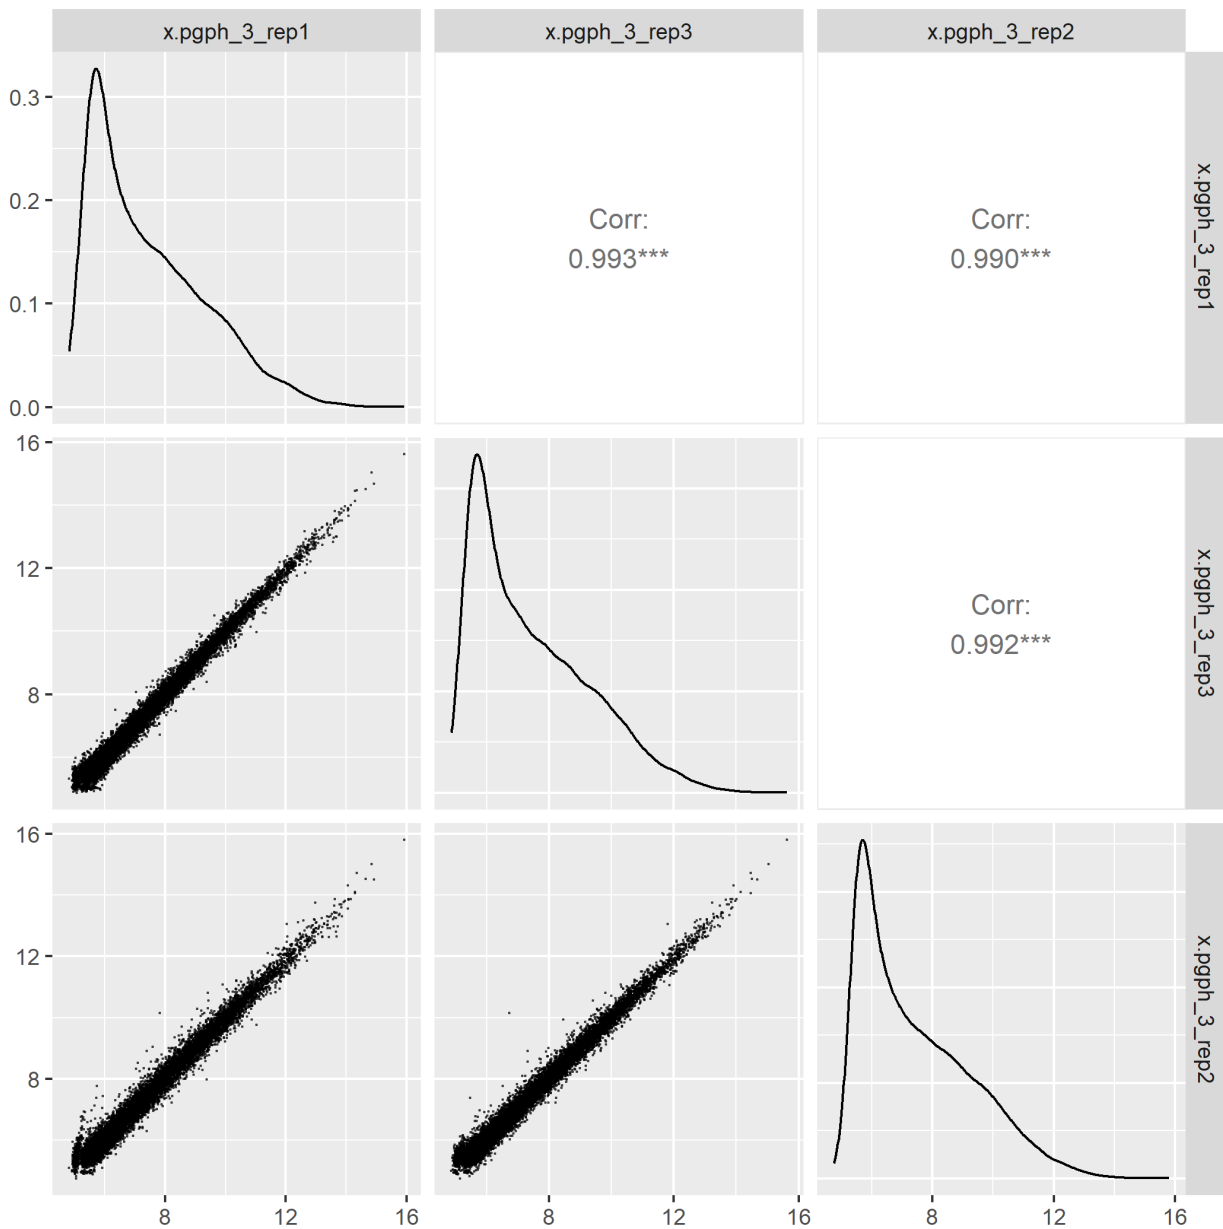 x.pgph_3_rep1
x.pgph_3_rep3
x.pgph_3_rep2
0.3
0.2
0.1
0.0
Corr:
0.993***
Corr:
0.990***
x.pgph_3_rep1
16
12
8
Corr:
0.992***
x.pgph_3_rep3
16
12
8
x.pgph_3_rep2
8
12
16
8
12
16
8
12
16